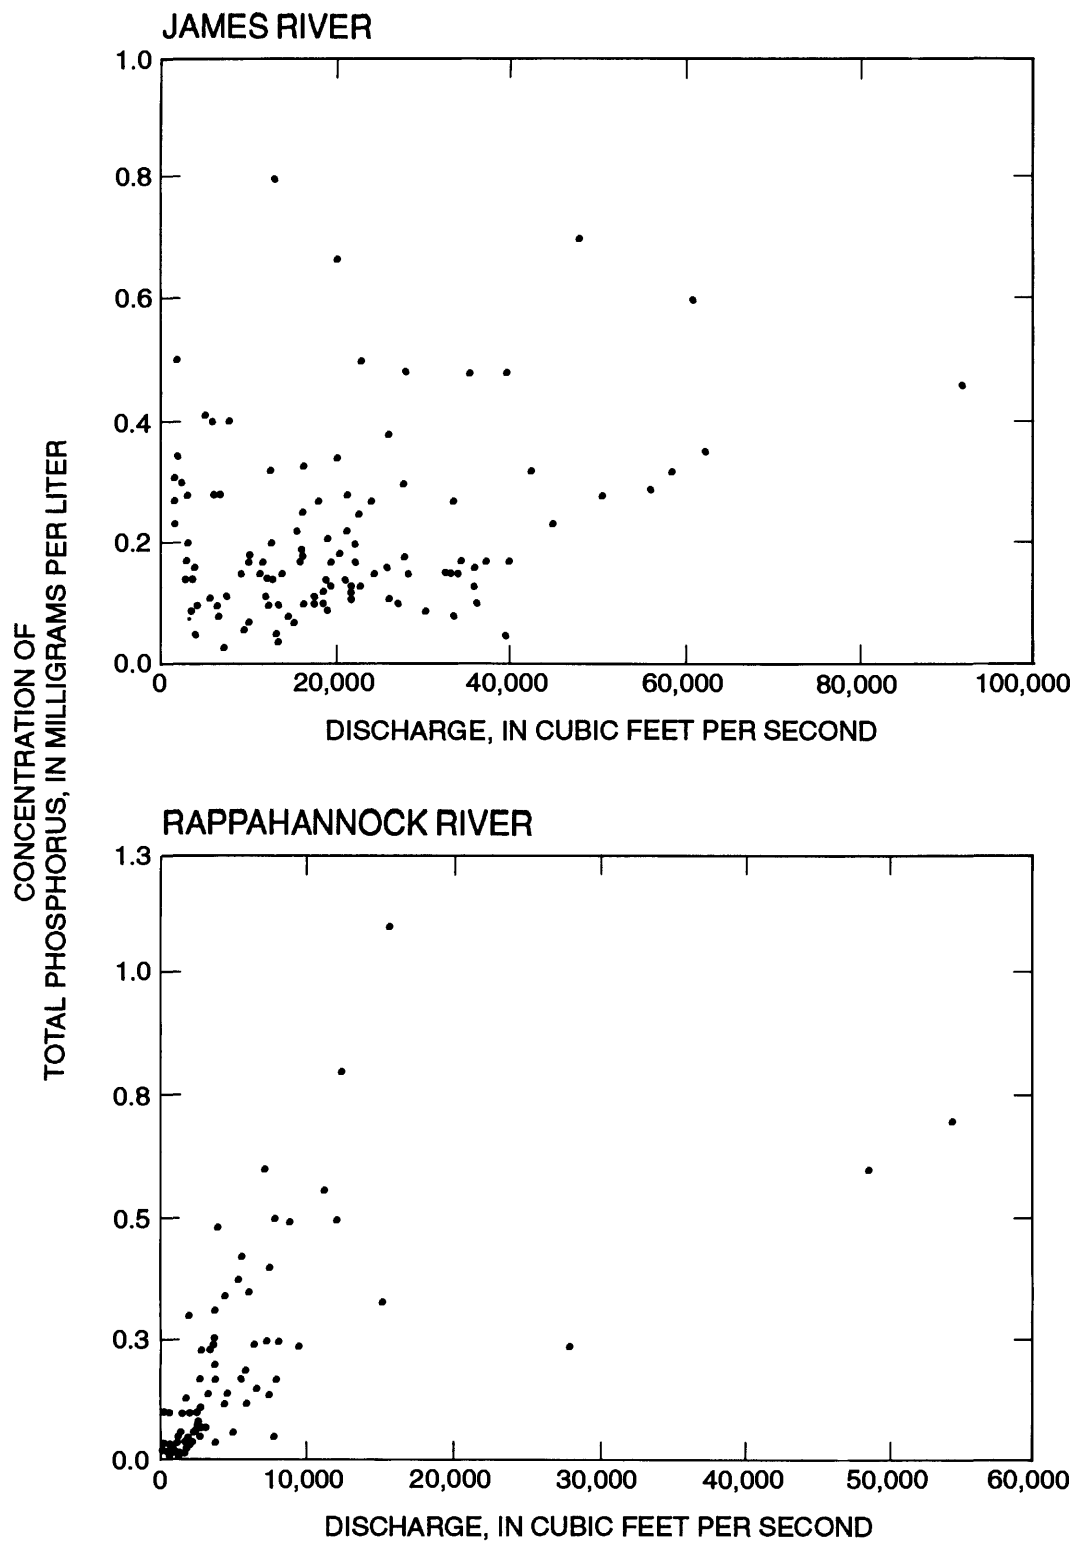 JAMES RIVER
1.0
0.8
0.6
0.4
0.2
0.0
0 20,000 40,000 60,000 80,000 100,000
DISCHARGE, IN CUBIC FEET PER SECOND
CONCENTRATION OF
TOTAL PHOSPHORUS, IN MILLIGRAMS PER LITER
RAPPAHANNOCK RIVER
1.3
1.0
0.8
0.5
0.3
0.0
0 10,000 20,000 30,000 40,000 50,000 60,000
DISCHARGE, IN CUBIC FEET PER SECOND